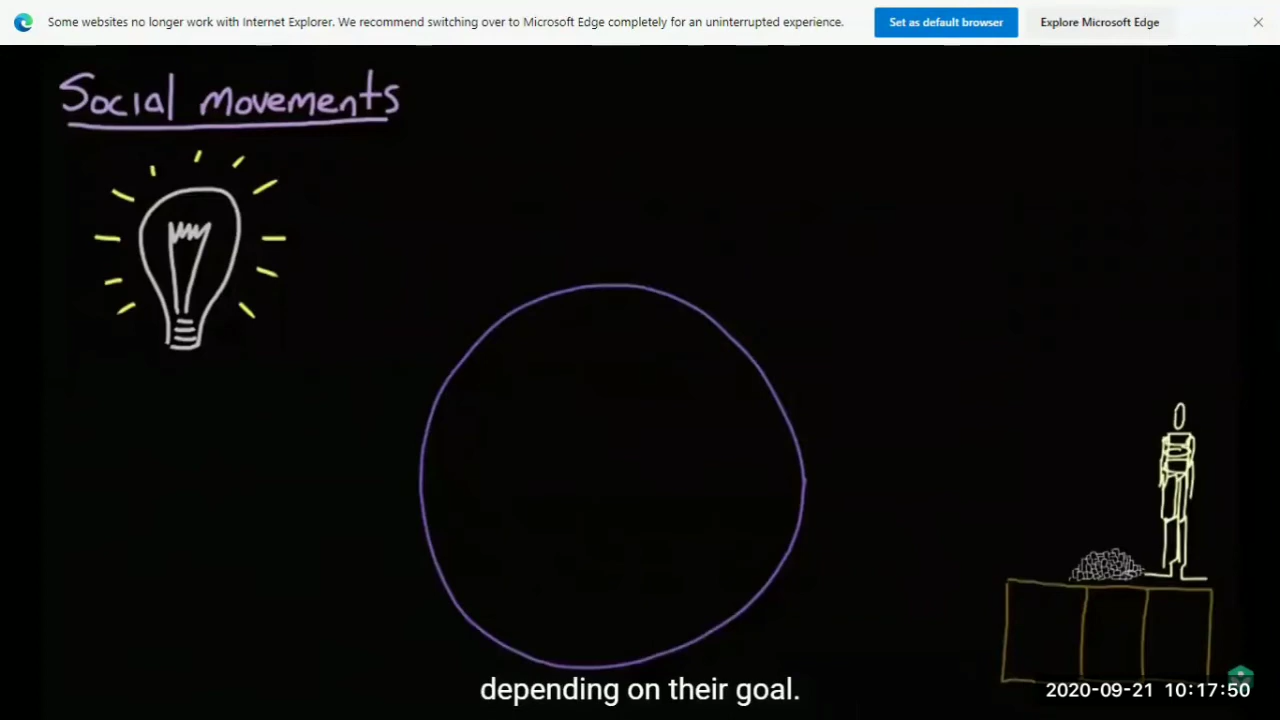 Some websites no longer work with Internet Explorer. We recommend switching over to Microsoft Edge completely for an uninterrupted experience. Set as default browser Explore Microsoft Edge
Social movements
depending on their goal.
2020-09-21 10:17:50